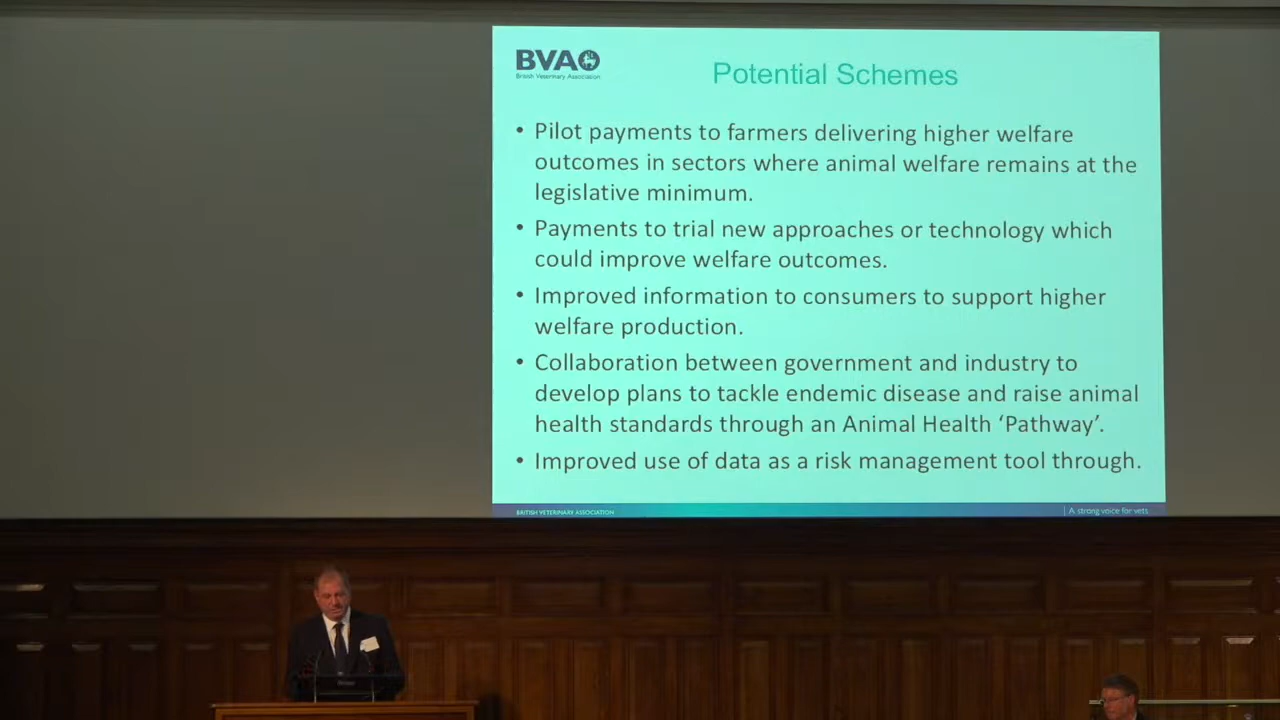 BVA
British Veterinary Association
Potential Schemes
• Pilot payments to farmers delivering higher welfare
outcomes in sectors where animal welfare remains at the
legislative minimum.
• Payments to trial new approaches or technology which
could improve welfare outcomes.
• Improved information to consumers to support higher
welfare production.
• Collaboration between government and industry to
develop plans to tackle endemic disease and raise animal
health standards through an Animal Health ‘Pathway’.
• Improved use of data as a risk management tool through.
BRITISH VETERINARY ASSOCIATION
| A strong voice for vets